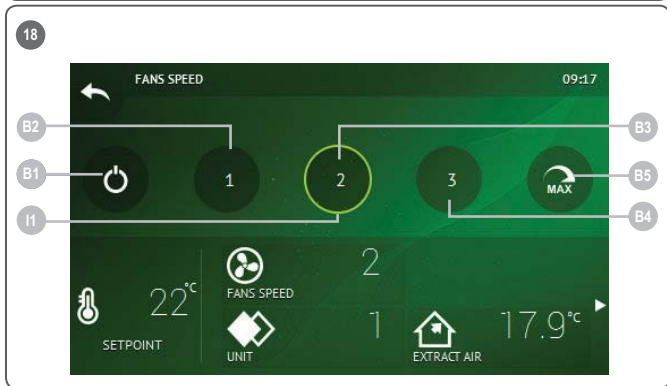 18
FANS SPEED 09:17
B2 B3
B1 1 2 3 MAX B5
I1 B4
22°C FANS SPEED 2
SETPOINT UNIT 1 EXTRACT AIR 17.9°C